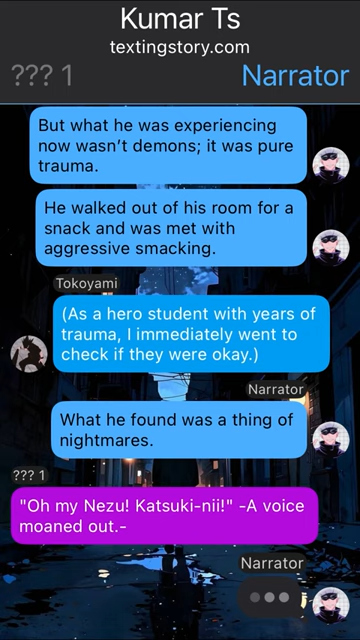 Kumar Ts
textingstory.com
??? 1 Narrator
But what he was experiencing
now wasn't demons; it was pure
trauma.
He walked out of his room for a
snack and was met with
aggressive smacking.
Tokoyami
(As a hero student with years of
trauma, I immediately went to
check if they were okay.)
Narrator
What he found was a thing of
nightmares.
??? 1
"Oh my Nezu! Katsuki-nii!" -A voice
moaned out.-
Narrator